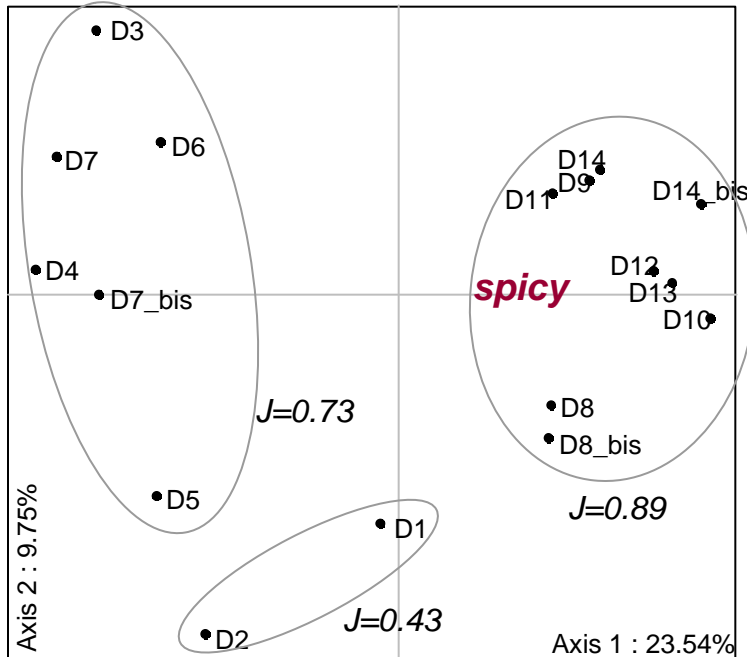 D3
D6
D7
D14
D9
D11
D14_bis
D4
D12
D13
D7_bis
spicy
D10
J=0.73
D8
D8_bis
D5
J=0.89
D1
J=0.43
D2
Axis 2 : 9.75%
Axis 1 : 23.54%